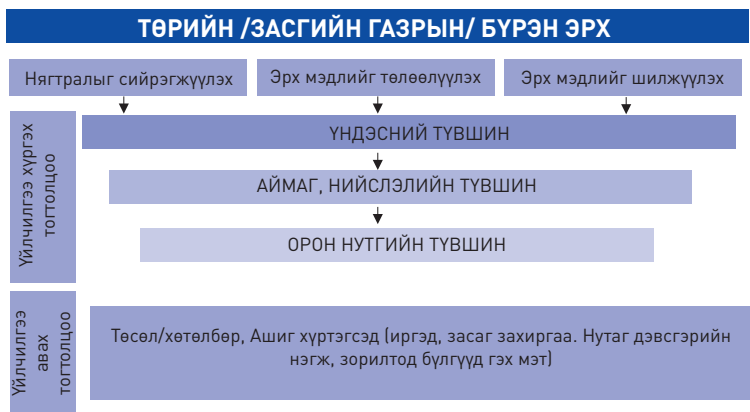 ТӨРИЙН /ЗАСГИЙН ГАЗРЫН/ БҮРЭН ЭРХ
Нягтралыг сийрэгжүүлэх
Эрх мэдлийг төлөөлүүлэх
Эрх мэдлийг шилжүүлэх
Үйлчилгээ хүргэх
тогтолцоо
ҮНДЭСНИЙ ТҮВШИН
АЙМАГ, НИЙСЛЭЛИЙН ТҮВШИН
ОРОН НУТГИЙН ТҮВШИН
Үйлчилгээ
авах
тогтолцоо
Төсөл/хөтөлбөр, Ашиг хүртэгсэд (иргэд, засаг захиргаа. Нутаг дэвсгэрийн
нэгж, зорилтод бүлгүүд гэх мэт)